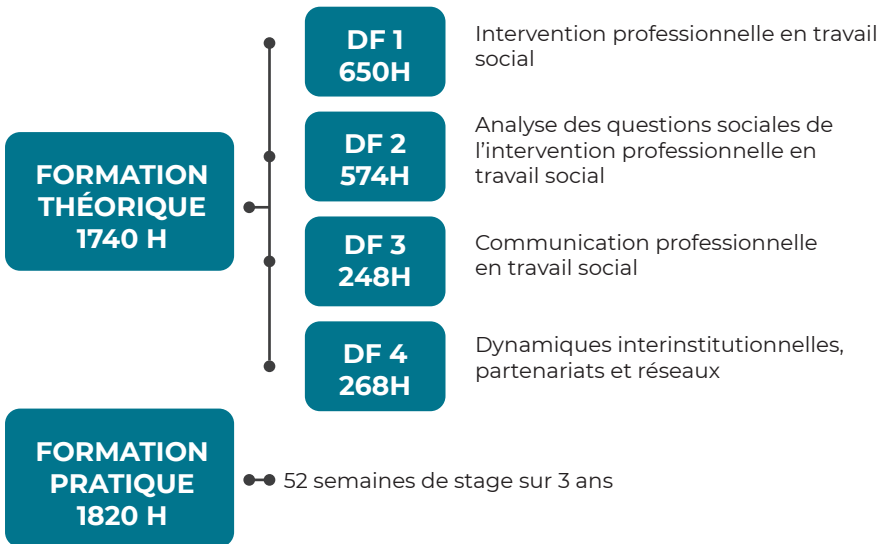 FORMATION
THÉORIQUE
1740 H
DF 1
650H
Intervention professionnelle en travail
social
DF 2
574H
Analyse des questions sociales de
l’intervention professionnelle en
travail social
DF 3
248H
Communication professionnelle
en travail social
DF 4
268H
Dynamiques interinstitutionnelles,
partenariats et réseaux
FORMATION
PRATIQUE
1820 H
52 semaines de stage sur 3 ans